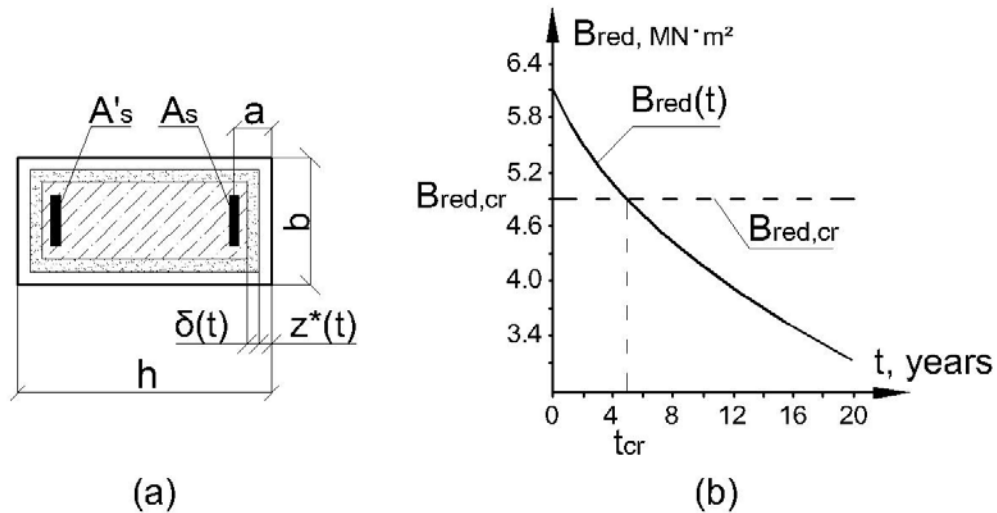 A's
As
a
b
δ(t)
z*(t)
h
(a)
Bred, MN·m²
6.4
5.8
5.2
4.6
4.0
3.4
Bred(t)
Bred,cr
Bred,cr
t, years
0
4
8
12
16
20
tcr
(b)